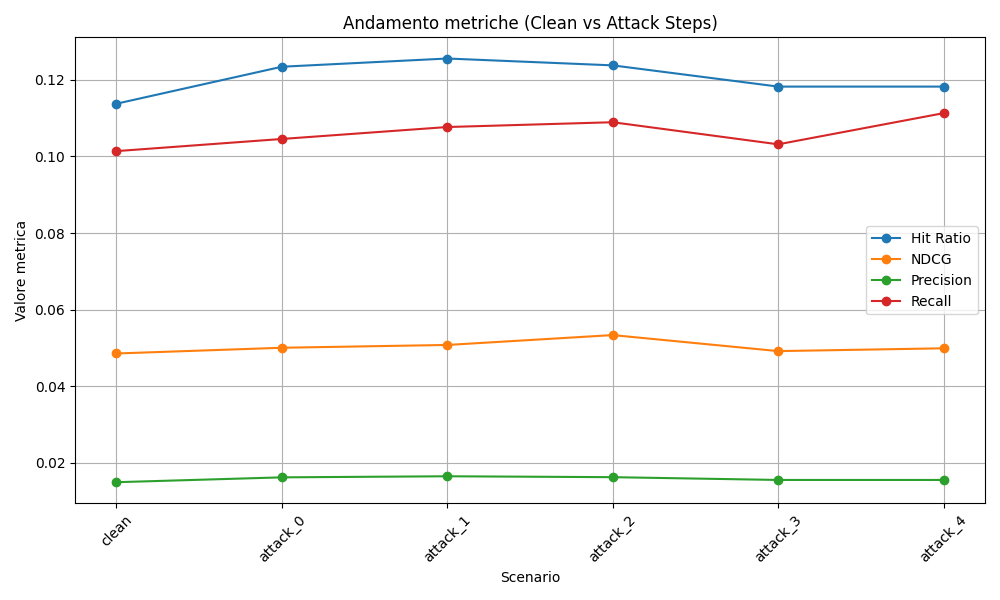 Andamento metriche (Clean vs Attack Steps)
Valore metrica
0.12
0.10
0.08
0.06
0.04
0.02
Hit Ratio
NDCG
Precision
Recall
clean
attack_0
attack_1
attack_2
attack_3
attack_4
Scenario